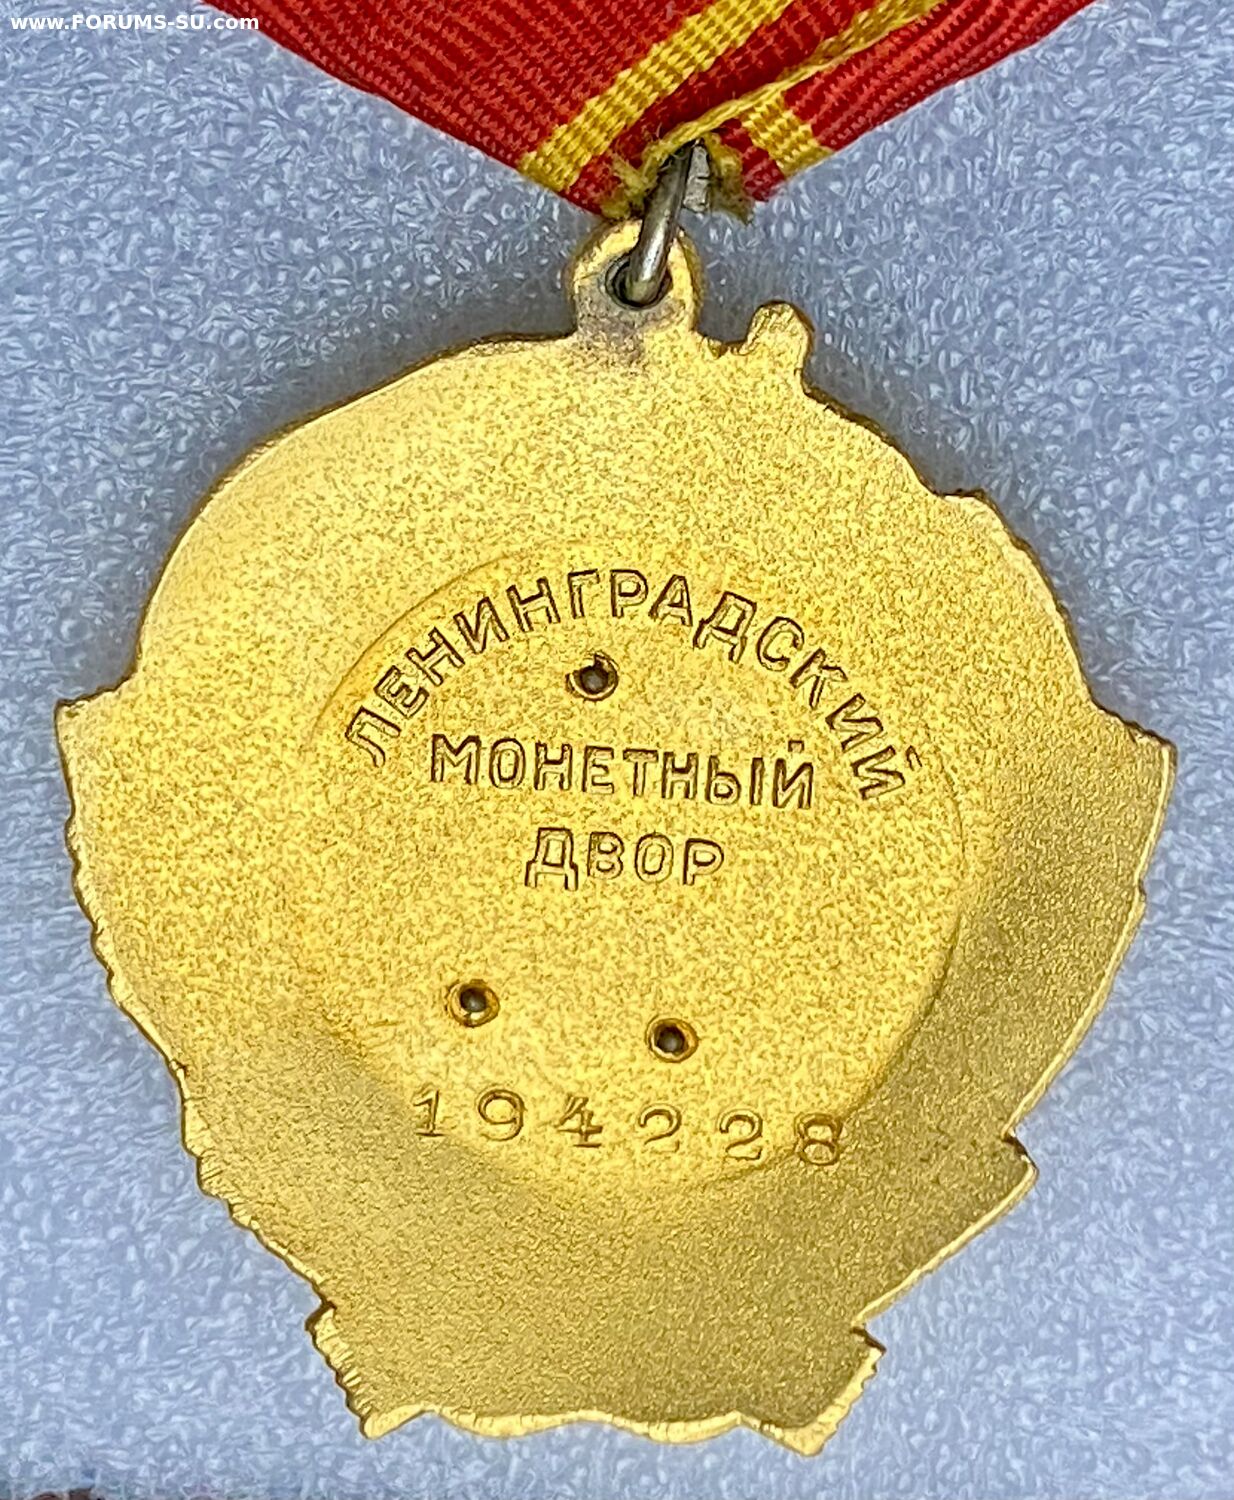 www.FORUMS-SU.com
ЛЕНИНГРАДСКИЙ
МОНЕТНЫЙ
ДВОР
194228